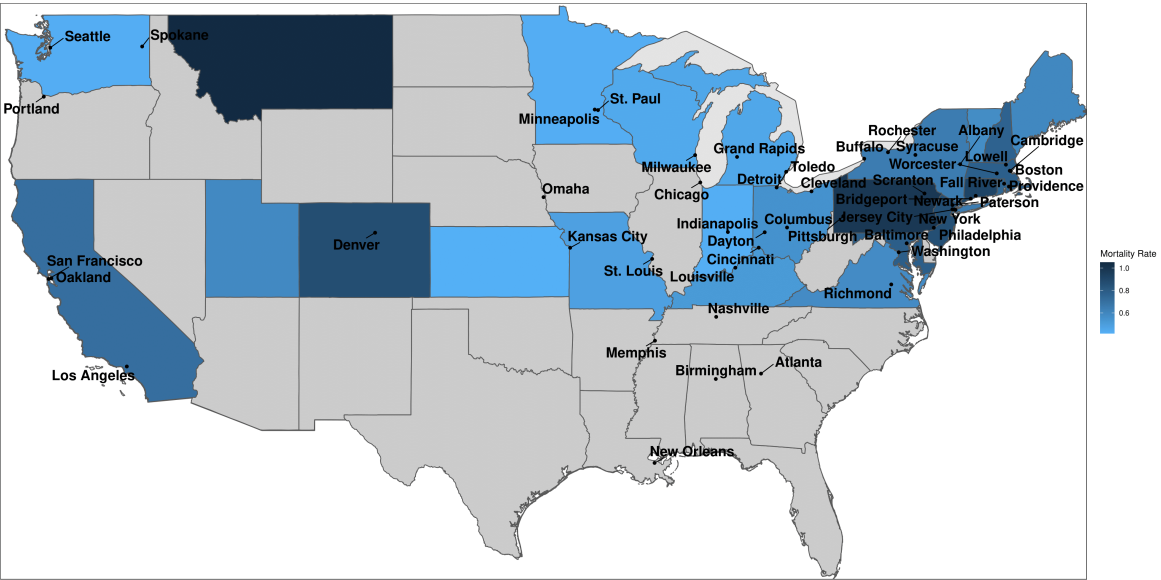 Seattle
Spokane
Portland
St. Paul
Minneapolis
Rochester
Albany
Cambridge
Buffalo
Syracuse
Grand Rapids
Lowell
Worcester
Milwaukee
Toledo
Boston
Detroit
Cleveland
Scranton
Fall River
Providence
Chicago
Omaha
Bridgeport
Newark
Paterson
Columbus
Jersey City
New York
Indianapolis
Kansas City
Pittsburgh
Baltimore
Philadelphia
Denver
Dayton
Washington
San Francisco
Cincinnati
Oakland
St. Louis
Louisville
Richmond
Nashville
Memphis
Los Angeles
Birmingham
Atlanta
New Orleans
Mortality Rate
1.0
0.8
0.6